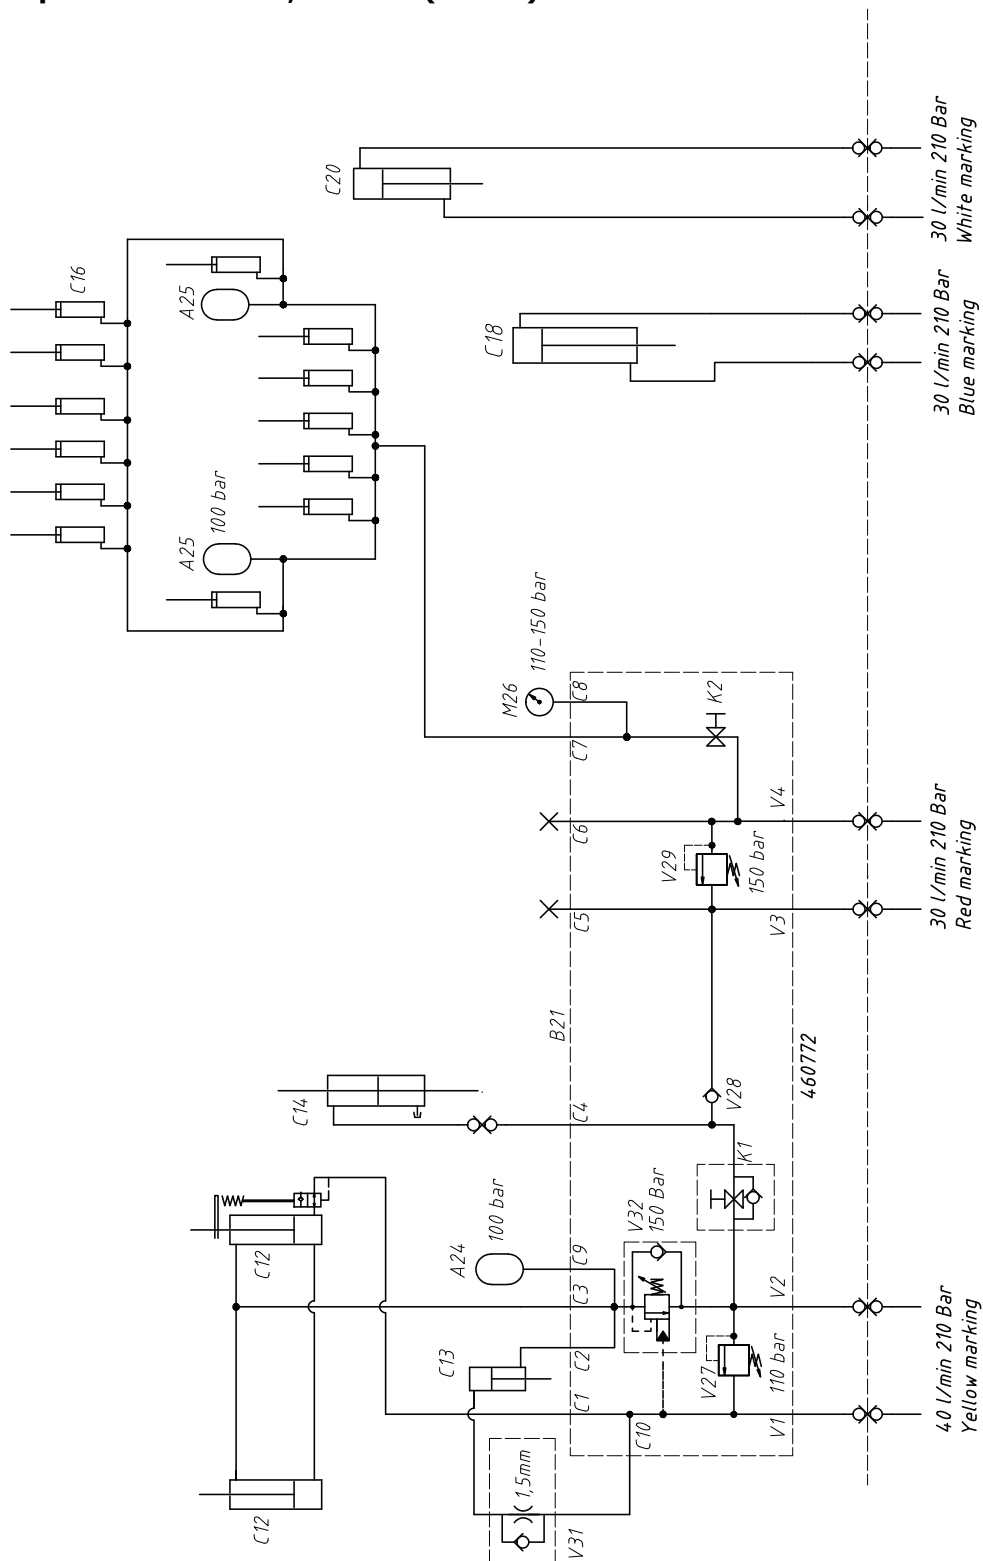 C20
30 l/min 210 Bar
White marking
C16
A25
C18
30 l/min 210 Bar
Blue marking
A25
100 bar
M26
110-150 bar
C8
K2
C7
C6
V4
V29
150 bar
30 l/min 210 Bar
Red marking
C5
V3
B21
460772
C14
C4
V28
K1
C12
A24
100 bar
C9
V32
150 Bar
C3
V2
C13
C2
V27
110 bar
40 l/min 210 Bar
Yellow marking
C1
C10
V1
1,5mm
C12
V31